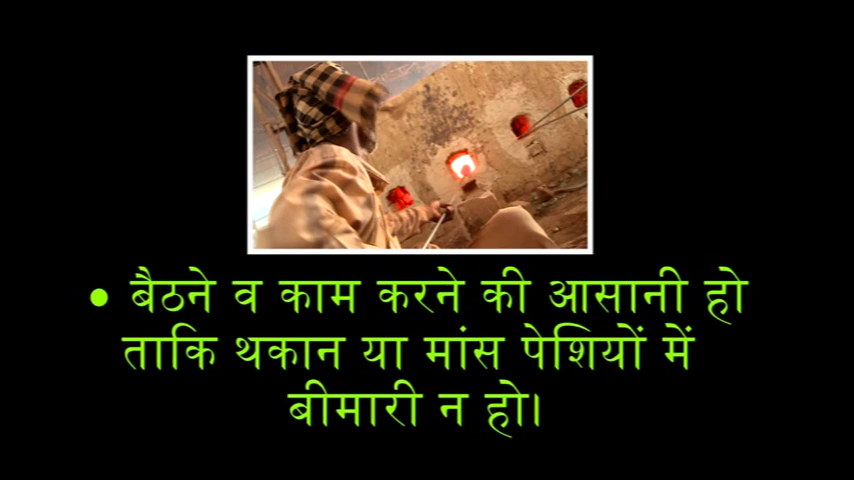 • बैठने व काम करने की आसानी हो
ताकि थकान या मांस पेशियों में
बीमारी न हो।